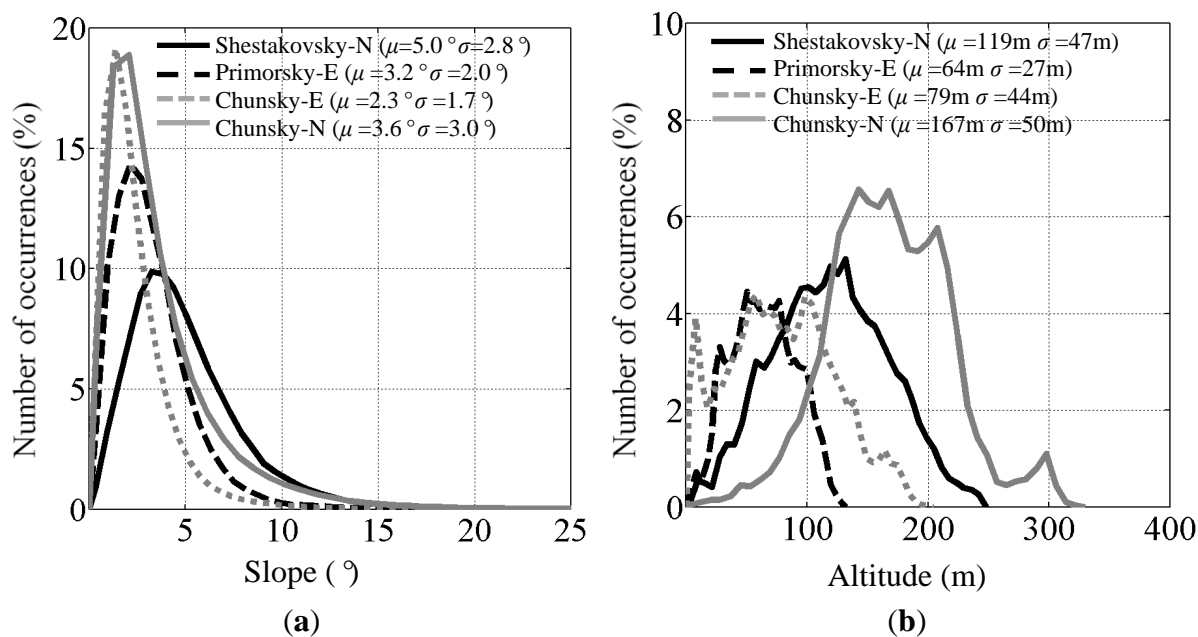 20
15
10
5
0
5
10
15
20
25
Number of occurrences (%)
Slope ( °)
Shestakovsky-N (μ=5.0 °σ=2.8 °)
Primorsky-E (μ =3.2 °σ=2.0 °)
Chunsky-E (μ =2.3 °σ=1.7 °)
Chunsky-N (μ =3.6 °σ=3.0 °)
(a)
10
8
6
4
2
0
100
200
300
400
Number of occurrences (%)
Altitude (m)
Shestakovsky-N (μ =119m σ =47m)
Primorsky-E (μ =64m σ =27m)
Chunsky-E (μ =79m σ =44m)
Chunsky-N (μ =167m σ =50m)
(b)